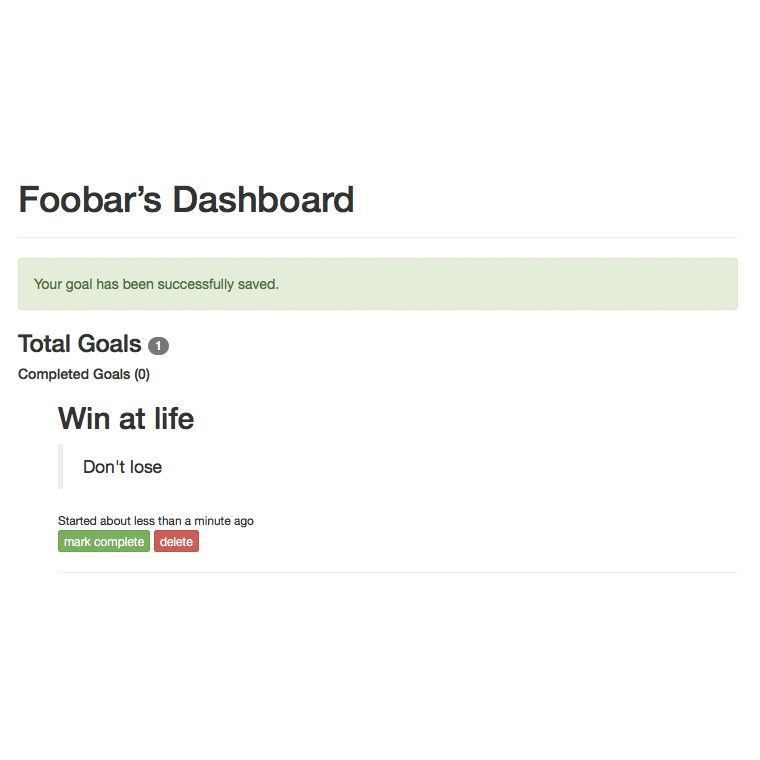 Foobar’s Dashboard
Your goal has been successfully saved.
Total Goals 1
Completed Goals (0)
Win at life
Don't lose
Started about less than a minute ago
mark complete delete